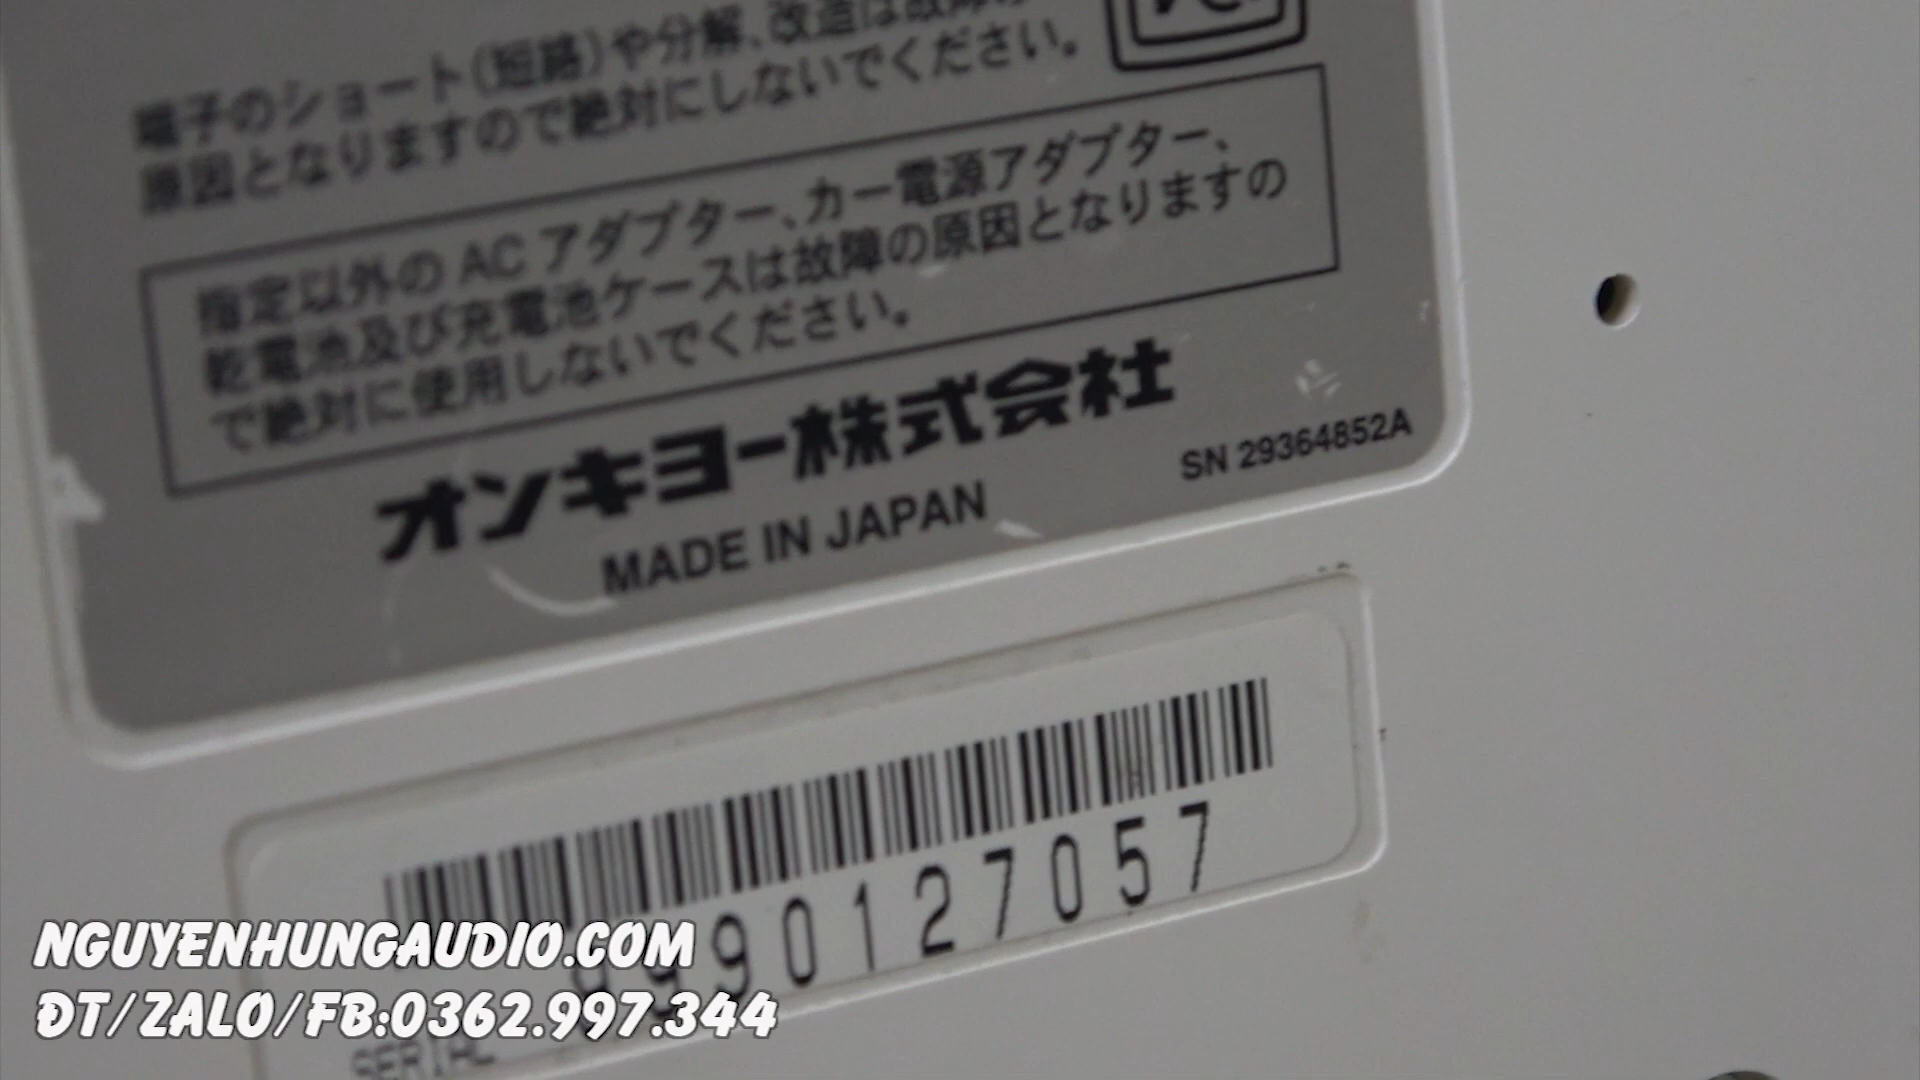 端子のショート(短絡)や分解、改造は故障の
原因となりますので絶対にしないでください。
指定以外のACアダプター、カー電源アダプター、
乾電池及び充電池ケースは故障の原因となりますの
で絶対に使用しないでください。
オンキヨー株式会社
MADE IN JAPAN
SN 29364852A
90127057
NGUYENHUNGAUDIO.COM
ĐT/ZALO/FB:0362.997.344
SERIAL